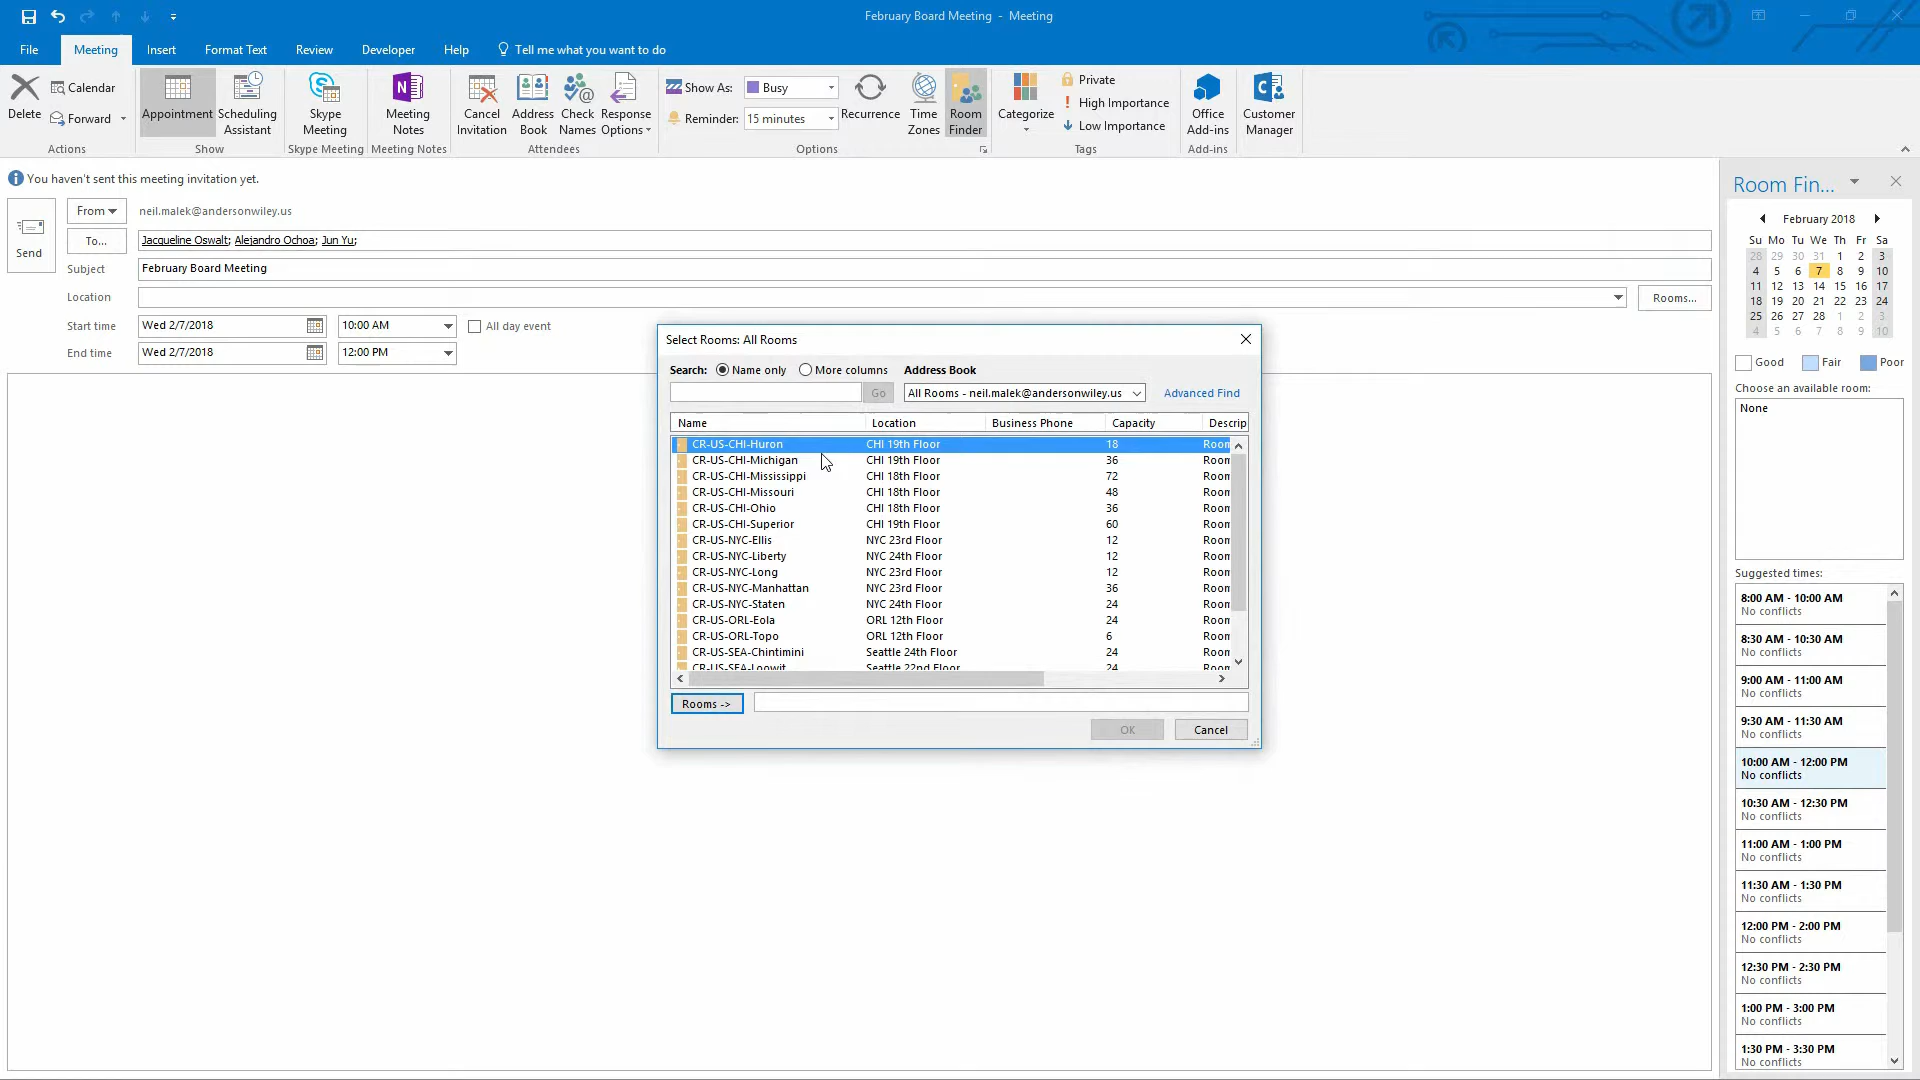 February Board Meeting - Meeting
File Meeting Insert Format Text Review Developer Help Tell me what you want to do
Delete
Calendar
Forward
Actions
Appointment
Scheduling Assistant
Show
Skype Meeting
Skype Meeting
Meeting Notes
Meeting Notes
Cancel Invitation
Address Book
Check Names
Response Options
Attendees
Show As: Busy
Reminder: 15 minutes
Recurrence
Time Zones
Room Finder
Options
Categorize
Private
High Importance
Low Importance
Tags
Office Add-ins
Add-ins
Customer Manager
You haven't sent this meeting invitation yet.
Send
From neil.malek@andersonwiley.us
To... Jacqueline Oswalt; Alejandro Ochoa; Jun Yu;
Subject February Board Meeting
Location Rooms...
Start time Wed 2/7/2018 10:00 AM All day event
End time Wed 2/7/2018 12:00 PM
Select Rooms: All Rooms
Search: Name only More columns Address Book
Go All Rooms - neil.malek@andersonwiley.us Advanced Find
Name Location Business Phone Capacity Descrip
CR-US-CHI-Huron CHI 19th Floor 18 Room
CR-US-CHI-Michigan CHI 19th Floor 36 Room
CR-US-CHI-Mississippi CHI 18th Floor 72 Room
CR-US-CHI-Missouri CHI 18th Floor 48 Room
CR-US-CHI-Ohio CHI 18th Floor 36 Room
CR-US-CHI-Superior CHI 19th Floor 60 Room
CR-US-NYC-Ellis NYC 23rd Floor 12 Room
CR-US-NYC-Liberty NYC 24th Floor 12 Room
CR-US-NYC-Long NYC 23rd Floor 12 Room
CR-US-NYC-Manhattan NYC 23rd Floor 36 Room
CR-US-NYC-Staten NYC 24th Floor 24 Room
CR-US-ORL-Eola ORL 12th Floor 24 Room
CR-US-ORL-Topo ORL 12th Floor 6 Room
CR-US-SEA-Chintimini Seattle 24th Floor 24 Room
CR-US-SEA-Loowit Seattle 22nd Floor 24 Room
Rooms ->
OK Cancel
Room Fin...
February 2018
Su Mo Tu We Th Fr Sa
28 29 30 31 1 2 3
4 5 6 7 8 9 10
11 12 13 14 15 16 17
18 19 20 21 22 23 24
25 26 27 28 1 2 3
4 5 6 7 8 9 10
Good Fair Poor
Choose an available room:
None
Suggested times:
8:00 AM - 10:00 AM
No conflicts
8:30 AM - 10:30 AM
No conflicts
9:00 AM - 11:00 AM
No conflicts
9:30 AM - 11:30 AM
No conflicts
10:00 AM - 12:00 PM
No conflicts
10:30 AM - 12:30 PM
No conflicts
11:00 AM - 1:00 PM
No conflicts
11:30 AM - 1:30 PM
No conflicts
12:00 PM - 2:00 PM
No conflicts
12:30 PM - 2:30 PM
No conflicts
1:00 PM - 3:00 PM
No conflicts
1:30 PM - 3:30 PM
No conflicts